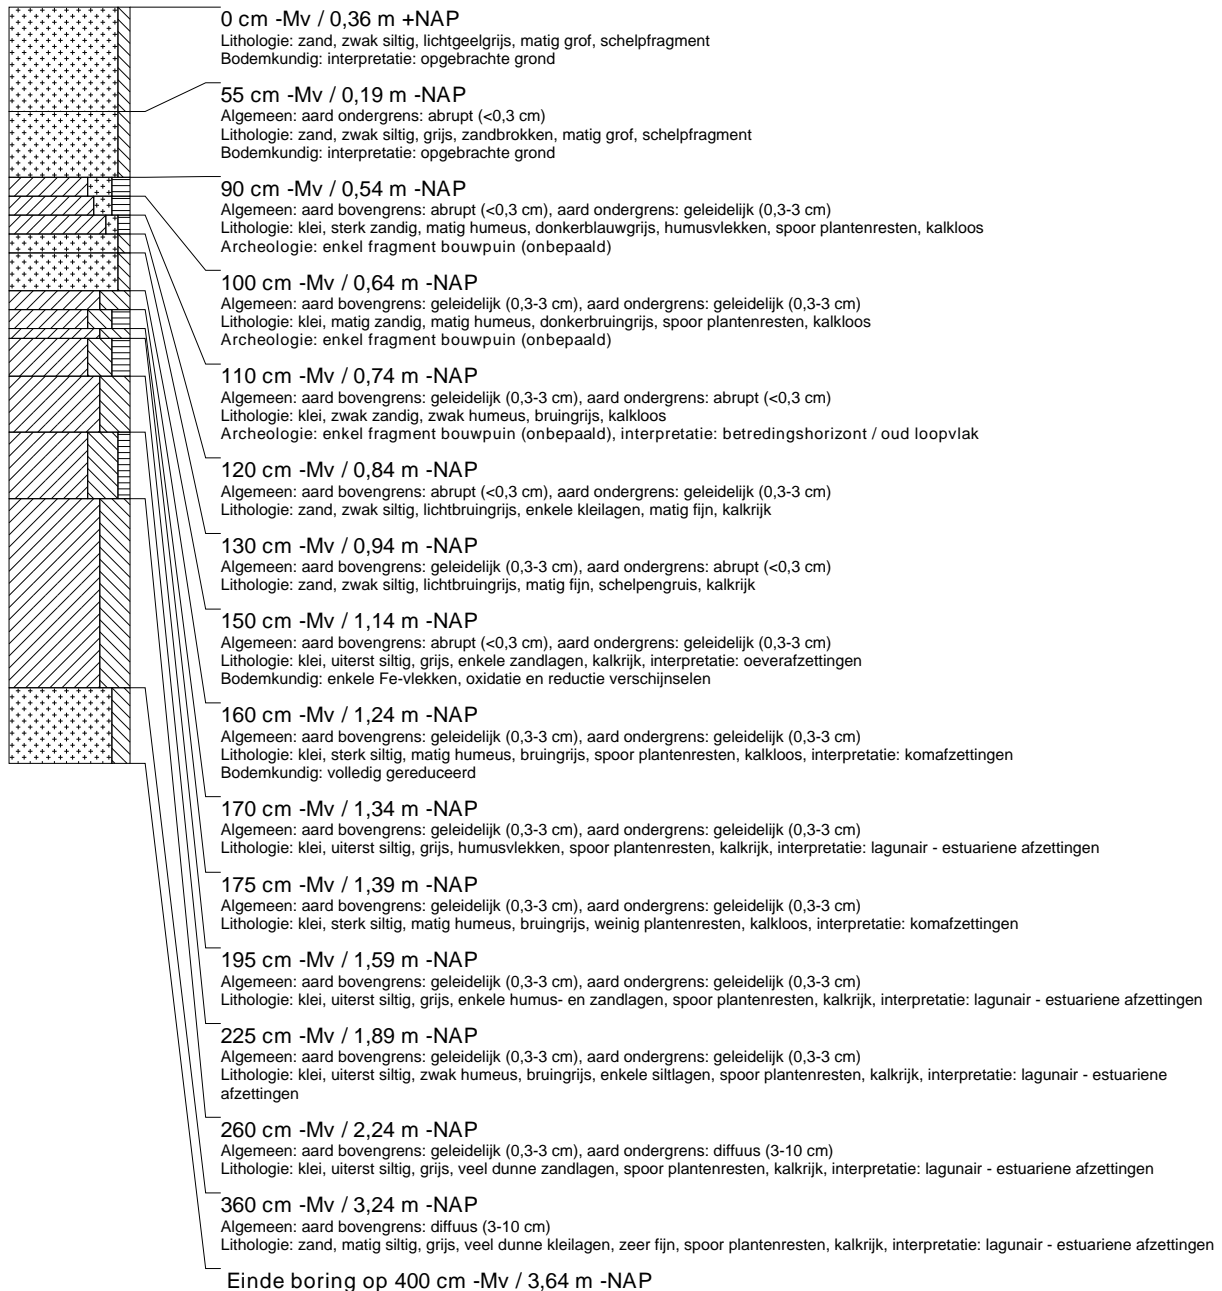 0 cm -Mv / 0,36 m +NAP
Lithologie: zand, zwak siltig, lichtgeelgrijs, matig grof, schelpfragment
Bodemkundig: interpretatie: opgebrachte grond
55 cm -Mv / 0,19 m -NAP
Algemeen: aard ondergrens: abrupt (<0,3 cm)
Lithologie: zand, zwak siltig, grijs, zandbrokken, matig grof, schelpfragment
Bodemkundig: interpretatie: opgebrachte grond
90 cm -Mv / 0,54 m -NAP
Algemeen: aard bovengrens: abrupt (<0,3 cm), aard ondergrens: geleidelijk (0,3-3 cm)
Lithologie: klei, sterk zandig, matig humeus, donkerblauwgrijs, humusvlekken, spoor plantenresten, kalkloos
Archeologie: enkel fragment bouwpuin (onbepaald)
100 cm -Mv / 0,64 m -NAP
Algemeen: aard bovengrens: geleidelijk (0,3-3 cm), aard ondergrens: geleidelijk (0,3-3 cm)
Lithologie: klei, matig zandig, matig humeus, donkerbruingrijs, spoor plantenresten, kalkloos
Archeologie: enkel fragment bouwpuin (onbepaald)
110 cm -Mv / 0,74 m -NAP
Algemeen: aard bovengrens: geleidelijk (0,3-3 cm), aard ondergrens: abrupt (<0,3 cm)
Lithologie: klei, zwak zandig, zwak humeus, bruingrijs, kalkloos
Archeologie: enkel fragment bouwpuin (onbepaald), interpretatie: betredingshorizont / oud loopvlak
120 cm -Mv / 0,84 m -NAP
Algemeen: aard bovengrens: abrupt (<0,3 cm), aard ondergrens: geleidelijk (0,3-3 cm)
Lithologie: zand, zwak siltig, lichtbruingrijs, enkele kleilagen, matig fijn, kalkrijk
130 cm -Mv / 0,94 m -NAP
Algemeen: aard bovengrens: geleidelijk (0,3-3 cm), aard ondergrens: abrupt (<0,3 cm)
Lithologie: zand, zwak siltig, lichtbruingrijs, matig fijn, schelpengruis, kalkrijk
150 cm -Mv / 1,14 m -NAP
Algemeen: aard bovengrens: abrupt (<0,3 cm), aard ondergrens: geleidelijk (0,3-3 cm)
Lithologie: klei, uiterst siltig, grijs, enkele zandlagen, kalkrijk, interpretatie: oeverafzettingen
Bodemkundig: enkele Fe-vlekken, oxidatie en reductie verschijnselen
160 cm -Mv / 1,24 m -NAP
Algemeen: aard bovengrens: geleidelijk (0,3-3 cm), aard ondergrens: geleidelijk (0,3-3 cm)
Lithologie: klei, sterk siltig, matig humeus, bruingrijs, spoor plantenresten, kalkloos, interpretatie: komafzettingen
Bodemkundig: volledig gereduceerd
170 cm -Mv / 1,34 m -NAP
Algemeen: aard bovengrens: geleidelijk (0,3-3 cm), aard ondergrens: geleidelijk (0,3-3 cm)
Lithologie: klei, uiterst siltig, grijs, humusvlekken, spoor plantenresten, kalkrijk, interpretatie: lagunair - estuariene afzettingen
175 cm -Mv / 1,39 m -NAP
Algemeen: aard bovengrens: geleidelijk (0,3-3 cm), aard ondergrens: geleidelijk (0,3-3 cm)
Lithologie: klei, sterk siltig, matig humeus, bruingrijs, weinig plantenresten, kalkloos, interpretatie: komafzettingen
195 cm -Mv / 1,59 m -NAP
Algemeen: aard bovengrens: geleidelijk (0,3-3 cm), aard ondergrens: geleidelijk (0,3-3 cm)
Lithologie: klei, uiterst siltig, grijs, enkele humus- en zandlagen, spoor plantenresten, kalkrijk, interpretatie: lagunair - estuariene afzettingen
225 cm -Mv / 1,89 m -NAP
Algemeen: aard bovengrens: geleidelijk (0,3-3 cm), aard ondergrens: geleidelijk (0,3-3 cm)
Lithologie: klei, uiterst siltig, zwak humeus, bruingrijs, enkele siltlagen, spoor plantenresten, kalkrijk, interpretatie: lagunair - estuariene
afzettingen
260 cm -Mv / 2,24 m -NAP
Algemeen: aard bovengrens: geleidelijk (0,3-3 cm), aard ondergrens: diffuus (3-10 cm)
Lithologie: klei, uiterst siltig, grijs, veel dunne zandlagen, spoor plantenresten, kalkrijk, interpretatie: lagunair - estuariene afzettingen
360 cm -Mv / 3,24 m -NAP
Algemeen: aard bovengrens: diffuus (3-10 cm)
Lithologie: zand, matig siltig, grijs, veel dunne kleilagen, zeer fijn, spoor plantenresten, kalkrijk, interpretatie: lagunair - estuariene afzettingen
Einde boring op 400 cm -Mv / 3,64 m -NAP